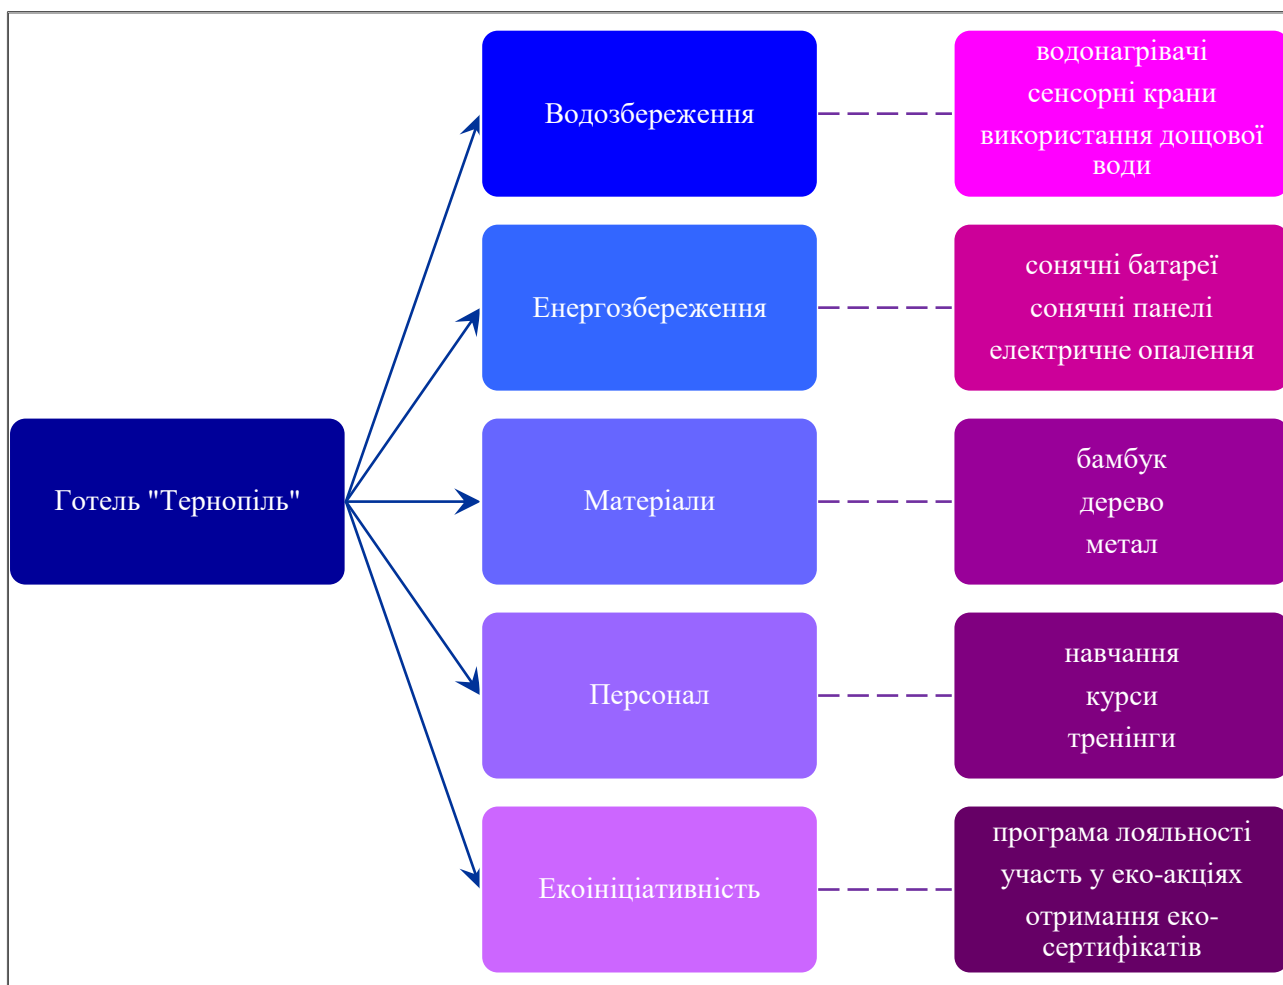 Готель "Тернопіль"
Водозбереження
водонагрівачі
сенсорні крани
використання дощової
води
Енергозбереження
сонячні батареї
сонячні панелі
електричне опалення
Матеріали
бамбук
дерево
метал
Персонал
навчання
курси
тренінги
Екоініціативність
програма лояльності
участь у еко-акціях
отримання еко-
сертифікатів